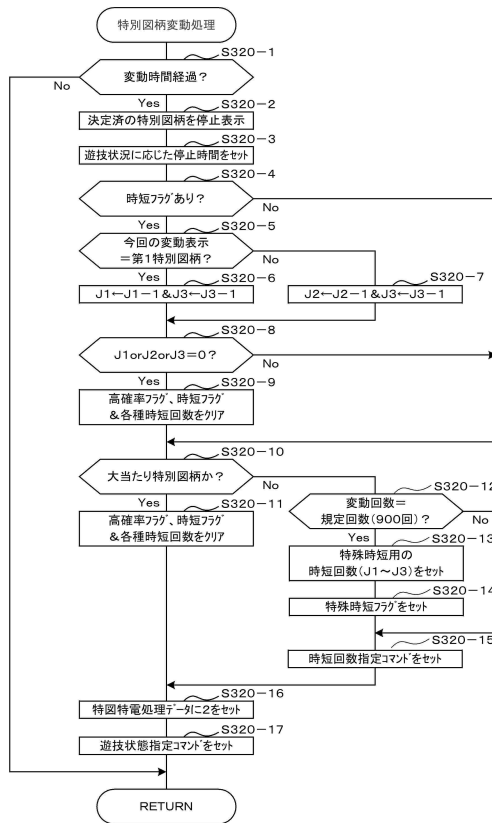 特別図柄変動処理
S320-1
変動時間経過?
No
Yes
S320-2
決定済の特別図柄を停止表示
S320-3
遊技状況に応じた停止時間をセット
S320-4
時短フラグあり?
No
Yes
S320-5
今回の変動表示
=第1特別図柄?
No
Yes
S320-6
J1←J1-1&J3←J3-1
S320-7
J2←J2-1&J3←J3-1
S320-8
J1orJ2orJ3=0?
No
Yes
S320-9
高確率フラグ、時短フラグ
&各種時短回数をクリア
S320-10
大当たり特別図柄か?
No
Yes
S320-11
高確率フラグ、時短フラグ
&各種時短回数をクリア
S320-12
変動回数=
規定回数(900回)?
No
Yes
S320-13
特殊時短用の
時短回数(J1~J3)をセット
S320-14
特殊時短フラグをセット
S320-15
時短回数指定コマンドをセット
S320-16
特図特電処理データに2をセット
S320-17
遊技状態指定コマンドをセット
RETURN